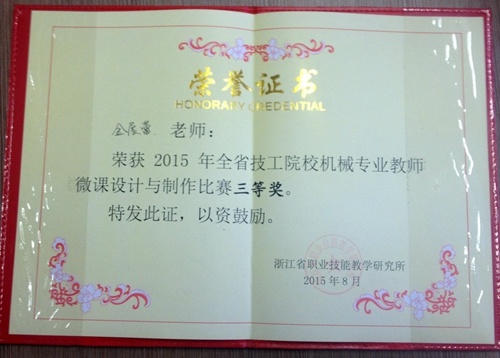 荣誉证书
HONORARY CREDENTIAL
老师：
荣获 2015 年全省技工院校机械专业教师
微课设计与制作比赛三等奖。
特发此证，以资鼓励。
浙江省职业技能教学研究所
2015 年 8 月